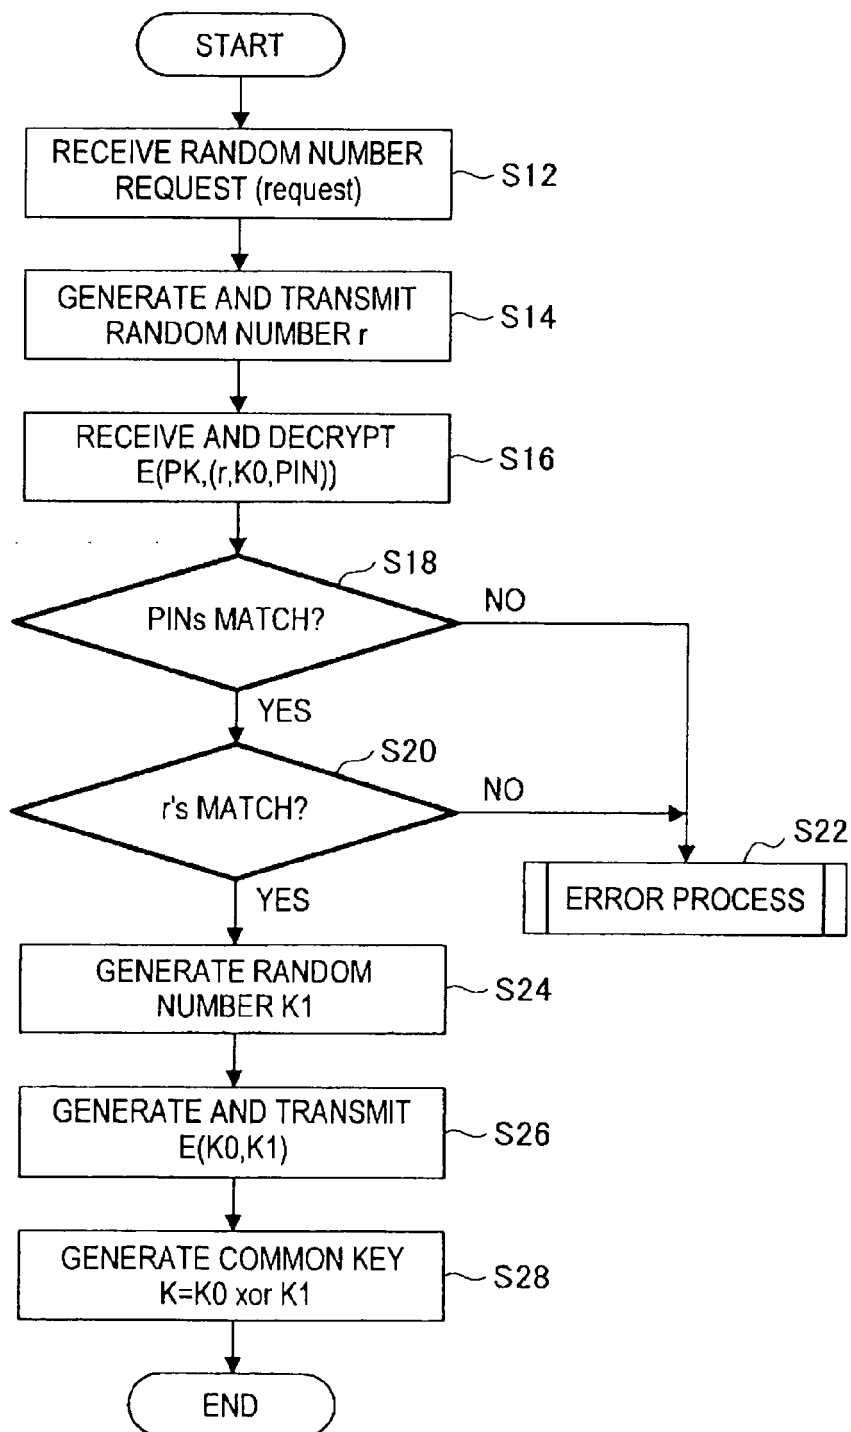 START
RECEIVE RANDOM NUMBER
REQUEST (request)
S12
GENERATE AND TRANSMIT
RANDOM NUMBER r
S14
RECEIVE AND DECRYPT
E(PK,(r,K0,PIN))
S16
S18
PINs MATCH?
NO
YES
S20
r's MATCH?
NO
YES
S22
ERROR PROCESS
GENERATE RANDOM
NUMBER K1
S24
GENERATE AND TRANSMIT
E(K0,K1)
S26
GENERATE COMMON KEY
K=K0 xor K1
S28
END